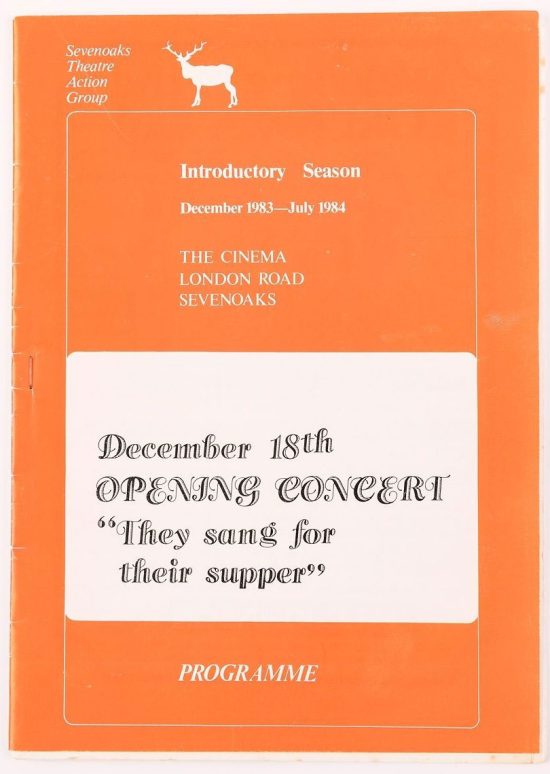 Sevenoaks
Theatre
Action
Group
Introductory Season
December 1983—July 1984
THE CINEMA
LONDON ROAD
SEVENOAKS
December 18th
OPENING CONCERT
“They sang for
their supper”
PROGRAMME